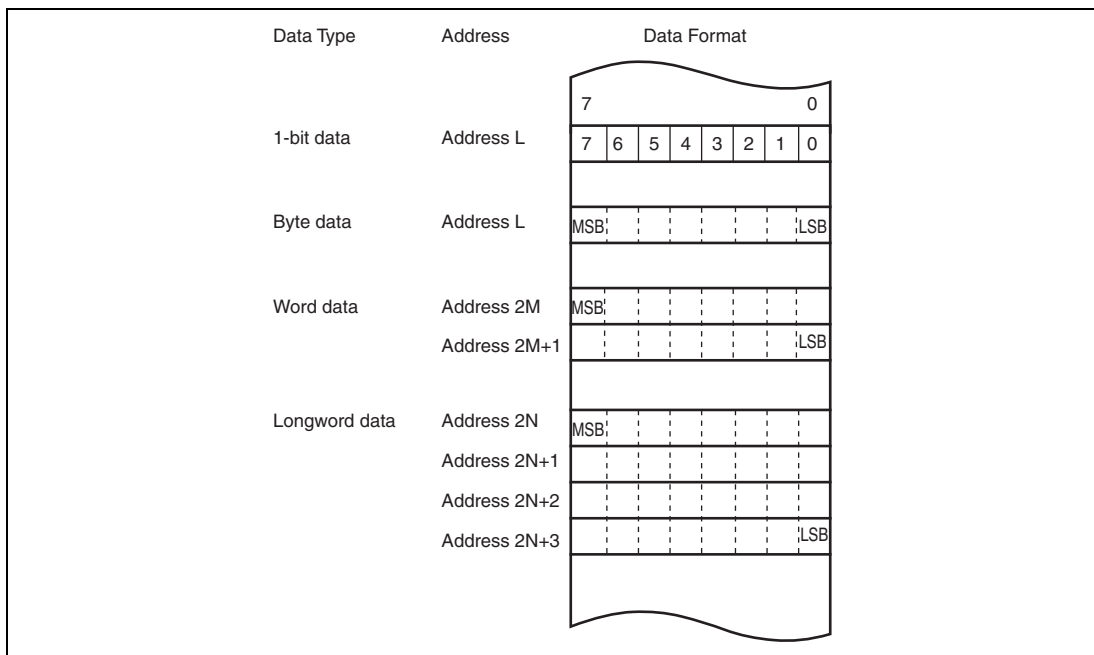 Data Type Address Data Format
7 0
1-bit data Address L 7 6 5 4 3 2 1 0
Byte data Address L MSB LSB
Word data Address 2M MSB
Address 2M+1 LSB
Longword data Address 2N MSB
Address 2N+1
Address 2N+2
Address 2N+3 LSB